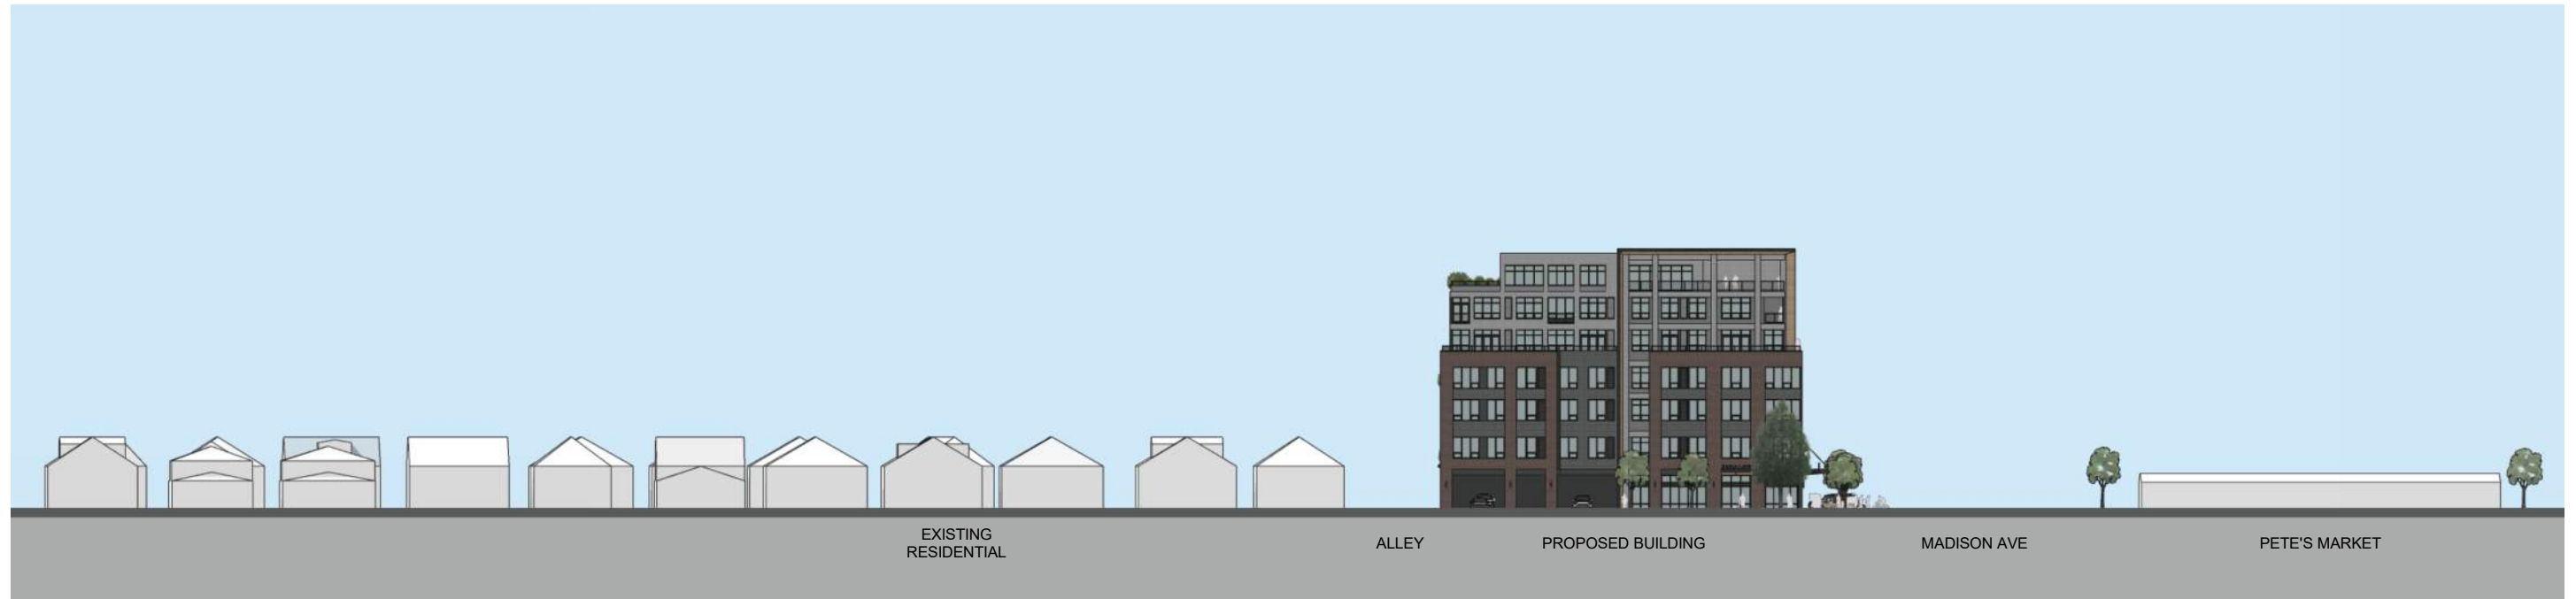 EXISTING
RESIDENTIAL
ALLEY
PROPOSED BUILDING
MADISON AVE
PETE'S MARKET